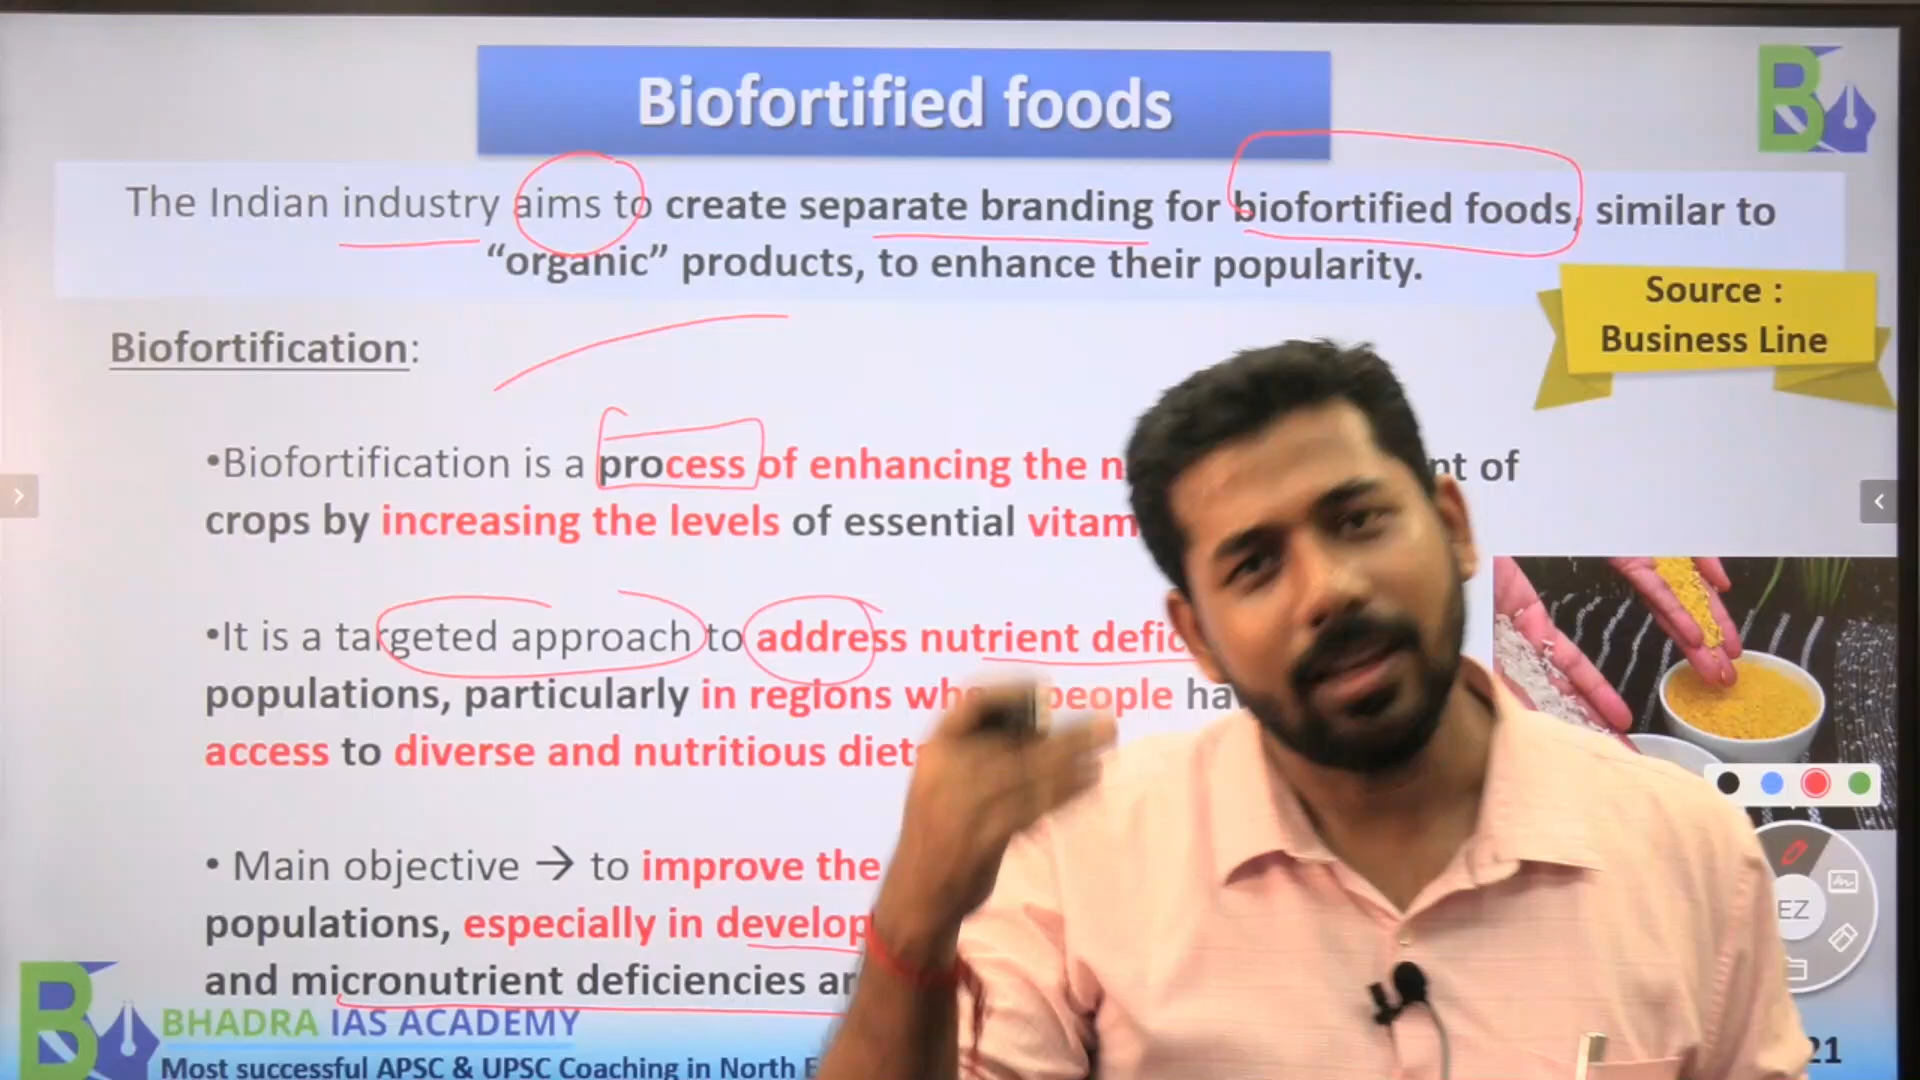 Biofortified foods
The Indian industry aims to create separate branding for biofortified foods, similar to
“organic” products, to enhance their popularity.
Source :
Business Line
Biofortification:
•Biofortification is a process of enhancing the
of
crops by increasing the levels of essential
•It is a targeted approach to address nutrient
populations, particularly in regions people
access to diverse and nutritious
• Main objective → to improve the
populations, especially in
and micronutrient deficiencies
EZ
BHADRA IAS ACADEMY
Most successful APSC & UPSC Coaching in North
21